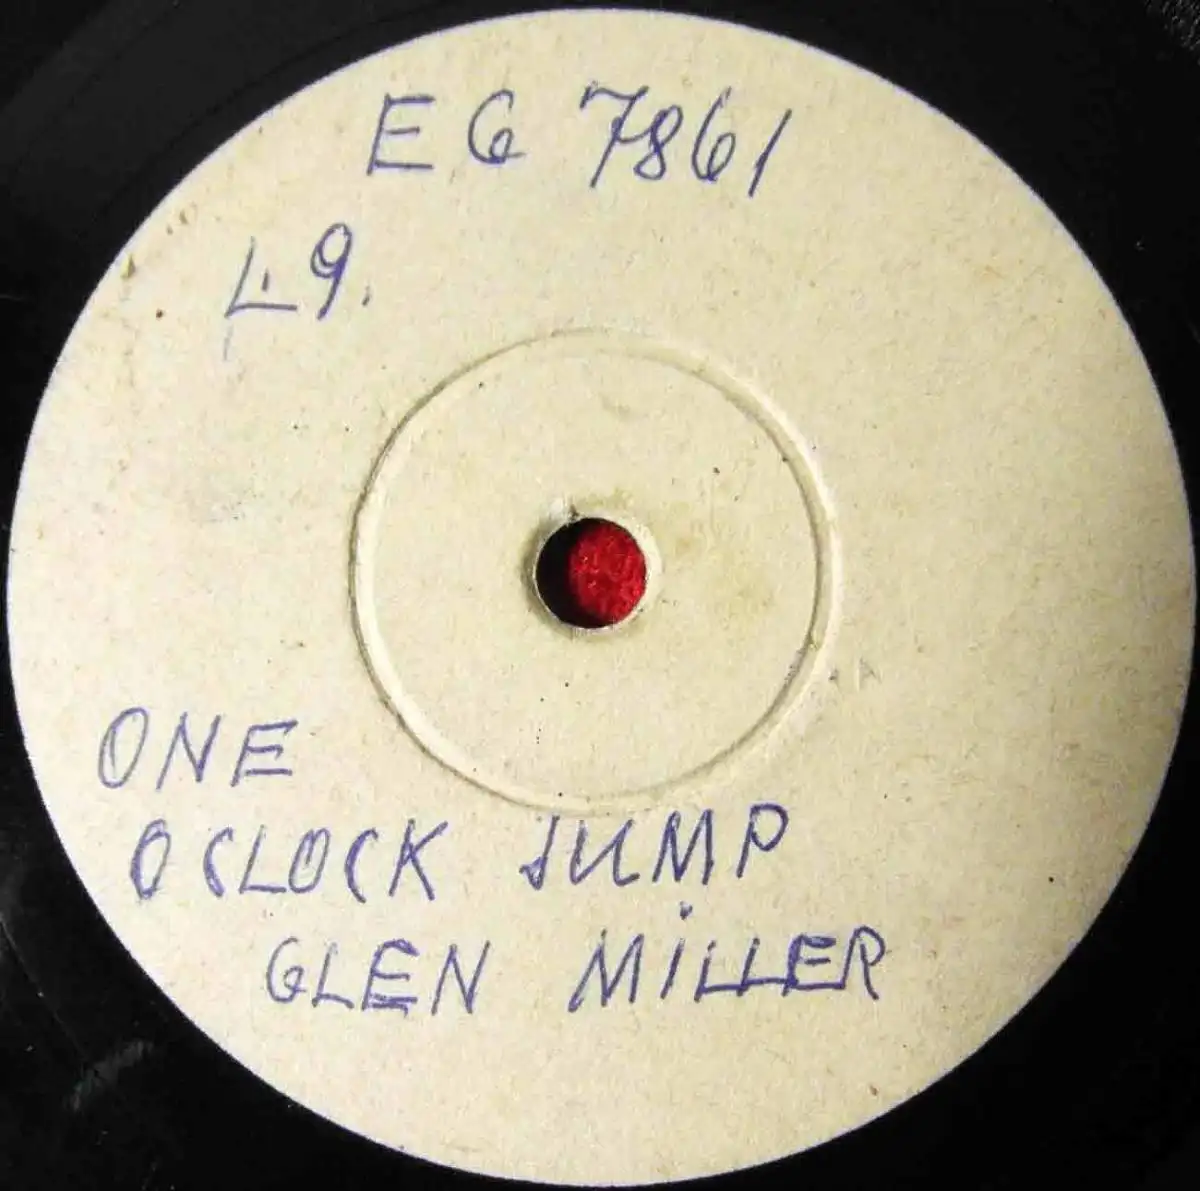 EG 7861
L9.
ONE
OCLOCK JUMP
GLEN MILLER